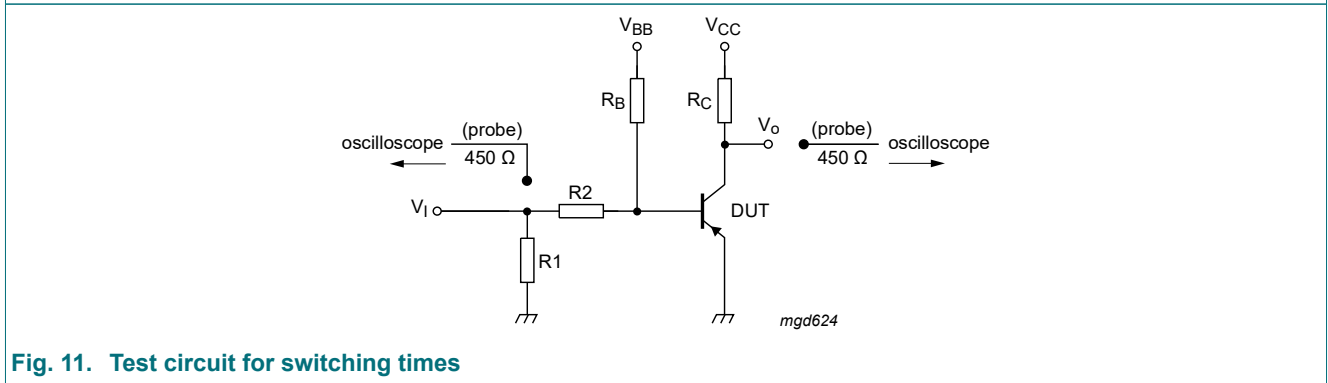 VBB
VCC
RB
RC
Vo
(probe)
450 Ω
oscilloscope
(probe)
450 Ω
oscilloscope
R2
VI
DUT
R1
mgd624
Fig. 11. Test circuit for switching times